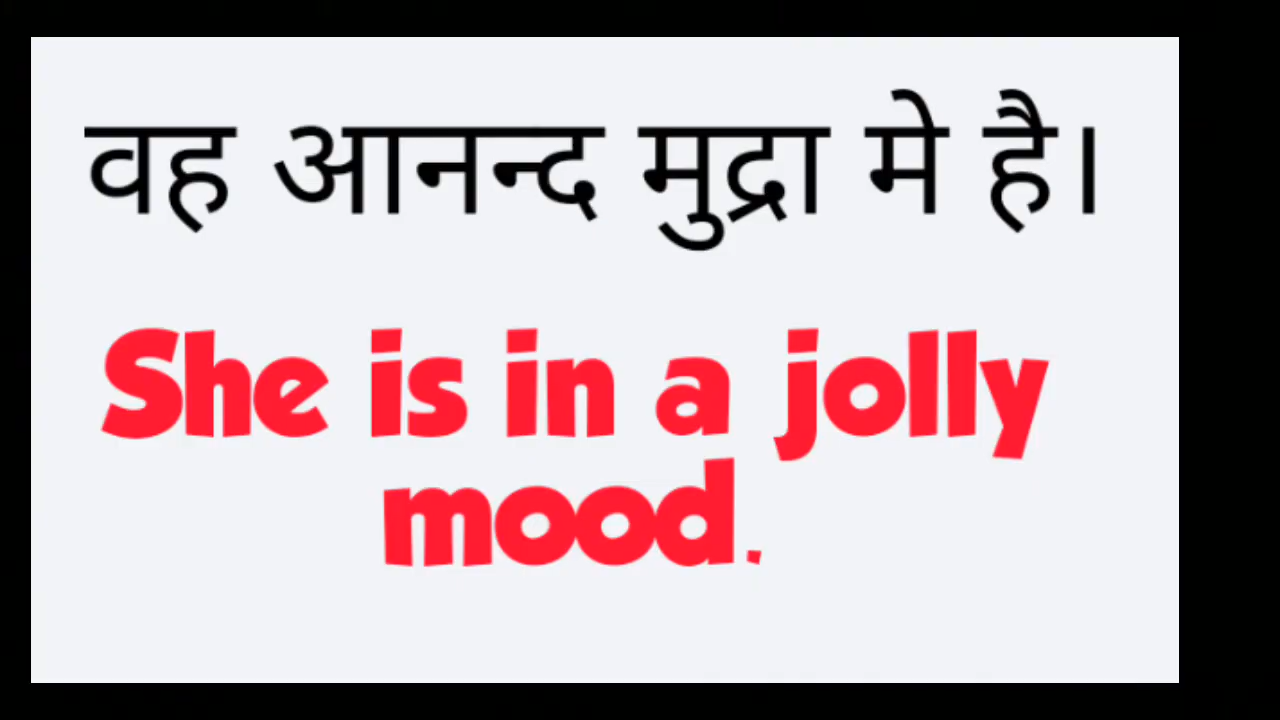 वह आनन्द मुद्रा मे है।
She is in a jolly
mood.